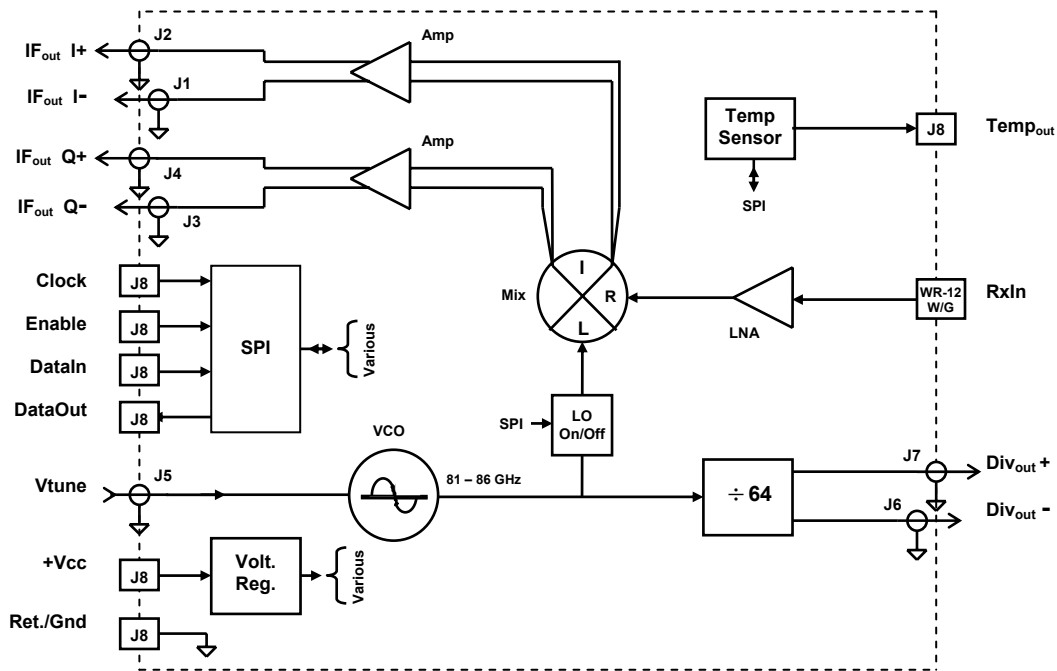 IFout I+
J2
Amp
IFout I-
J1
IFout Q+
J4
Amp
IFout Q-
J3
Temp
Sensor
SPI
J8
Tempout
Clock
J8
Enable
J8
DataIn
J8
DataOut
J8
SPI
Various
Mix
I
R
L
LNA
WR-12
W/G
RxIn
SPI
LO
On/Off
VCO
Vtune
J5
81 – 86 GHz
÷ 64
J7
Divout +
J6
Divout -
+Vcc
J8
Volt.
Reg.
Various
Ret./Gnd
J8